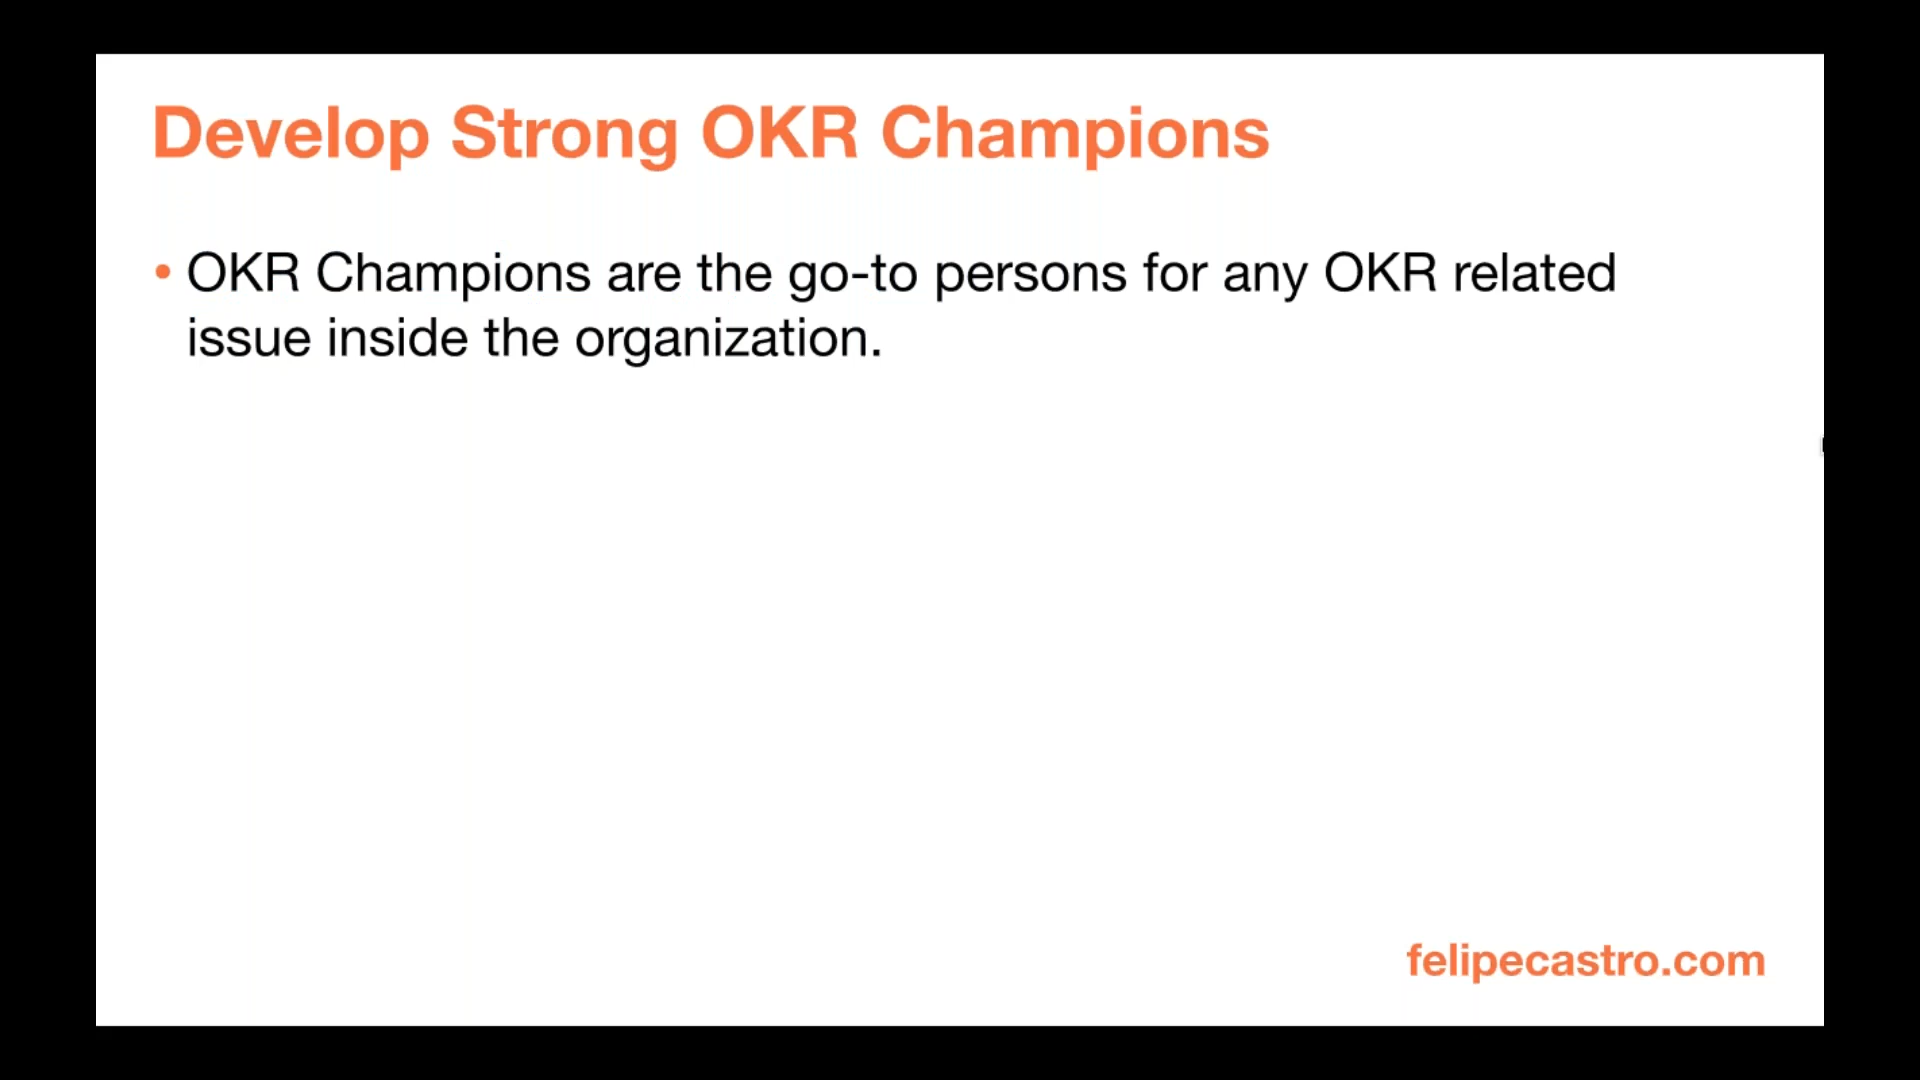 Develop Strong OKR Champions
• OKR Champions are the go-to persons for any OKR related
issue inside the organization.
felipecastro.com